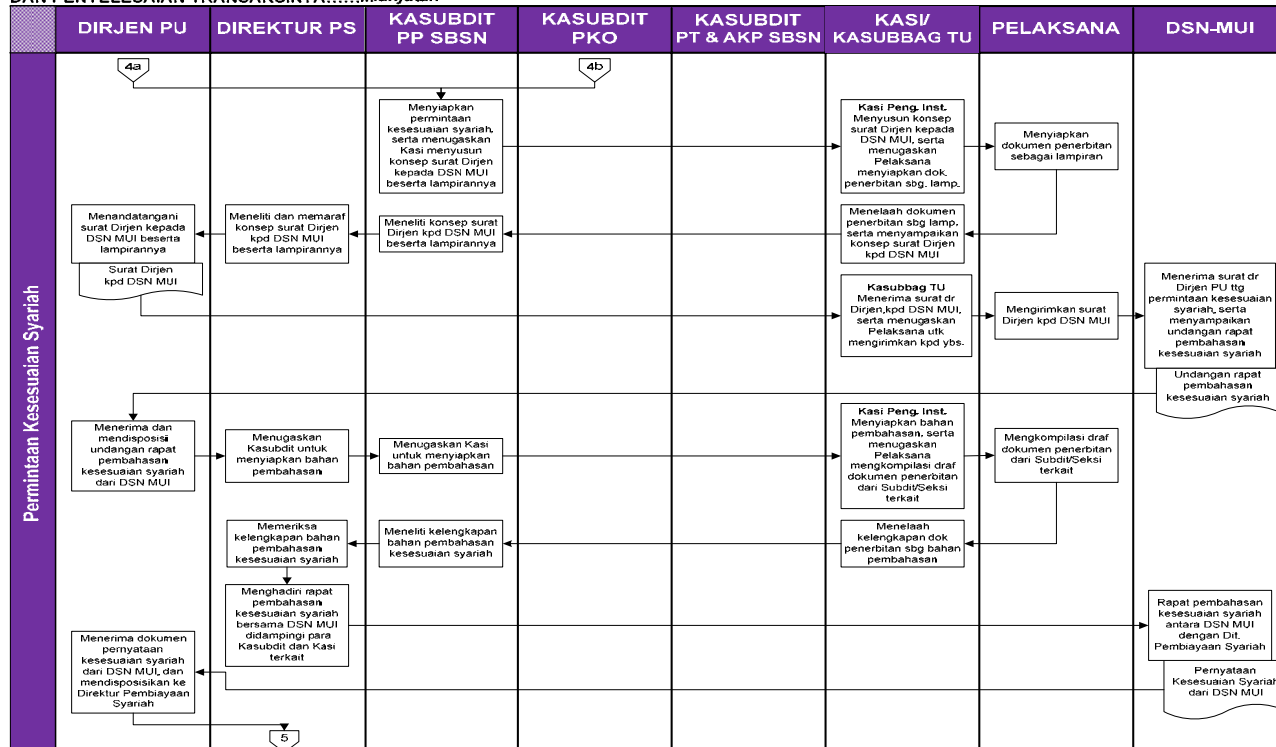 DAN PENYELESAIAN TRANSAKSINYA......lanjutan
DIRJEN PU
DIREKTUR PS
KASUBDIT
PP SBSN
KASUBDIT
PKO
KASUBDIT
PT & AKP SBSN
KASI/
KASUBBAG TU
PELAKSANA
DSN-MUI
Permintaan Kesesuaian Syariah
4a
4b
Menyiapkan
permintaan
kesesuaian syariah,
serta menugaskan
Kasi menyusun
konsep surat Dirjen
kepada DSN MUI
beserta lampirannya
Kasi Peng. Inst.
Menyusun konsep
surat Dirjen kepada
DSN MUI, serta
menugaskan
Pelaksana
menyiapkan dok.
penerbitan sbg. lamp.
Menyiapkan
dokumen penerbitan
sebagai lampiran
Menandatangani
surat Dirjen kepada
DSN MUI beserta
lampirannya
Surat Dirjen
kpd DSN MUI
Meneliti dan memaraf
konsep surat Dirjen
kpd DSN MUI
beserta lampirannya
Meneliti konsep surat
Dirjen kpd DSN MUI
beserta lampirannya
Menelaah dokumen
penerbitan sbg lamp.
serta menyampaikan
konsep surat Dirjen
kpd DSN MUI
Kasubbag TU
Menerima surat dr
Dirjen,kpd DSN MUI,
serta menugaskan
Pelaksana utk
mengirimkan kpd ybs.
Mengirimkan surat
Dirjen kpd DSN MUI
Menerima surat dr
Dirjen PU ttg
permintaan kesesuaian
syariah, serta
menyampaikan
undangan rapat
pembahasan
kesesuaian syariah
Undangan rapat
pembahasan
kesesuaian syariah
Menerima dan
mendisposisi
undangan rapat
pembahasan
kesesuaian syariah
dari DSN MUI
Menugaskan
Kasubdit untuk
menyiapkan bahan
pembahasan
Menugaskan Kasi
untuk menyiapkan
bahan pembahasan
Kasi Peng. Inst.
Menyiapkan bahan
pembahasan, serta
menugaskan
Pelaksana
mengkompilasi draf
dokumen penerbitan
dari Subdit/Seksi
terkait
Mengkompilasi draf
dokumen penerbitan
dari Subdit/Seksi
terkait
Memeriksa
kelengkapan bahan
pembahasan
kesesuaian syariah
Meneliti kelengkapan
bahan pembahasan
kesesuaian syariah
Menelaah
kelengkapan dok
penerbitan sbg bahan
pembahasan
Menghadiri rapat
pembahasan
kesesuaian syariah
bersama DSN MUI
didampingi para
Kasubdit dan Kasi
terkait
Rapat pembahasan
kesesuaian syariah
antara DSN MUI
dengan Dit.
Pembiayaan Syariah
Pernyataan
Kesesuaian Syariah
dari DSN MUI
Menerima dokumen
pernyataan
kesesuaian syariah
dari DSN MUI, dan
mendisposisikan ke
Direktur Pembiayaan
Syariah
5